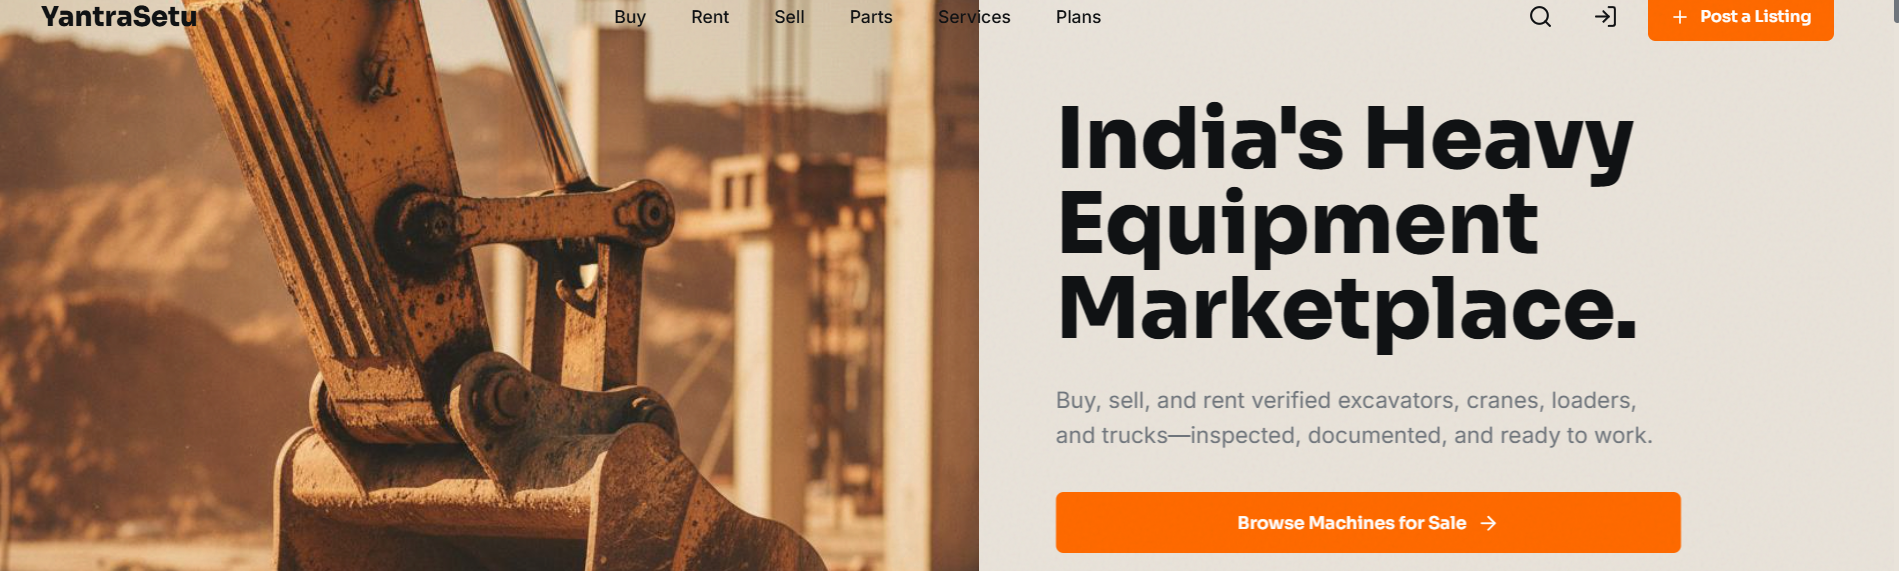 YantraSetu
Buy
Rent
Sell
Parts
Services
Plans
Post a Listing
India's Heavy
Equipment
Marketplace.
Buy, sell, and rent verified excavators, cranes, loaders,
and trucks—inspected, documented, and ready to work.
Browse Machines for Sale